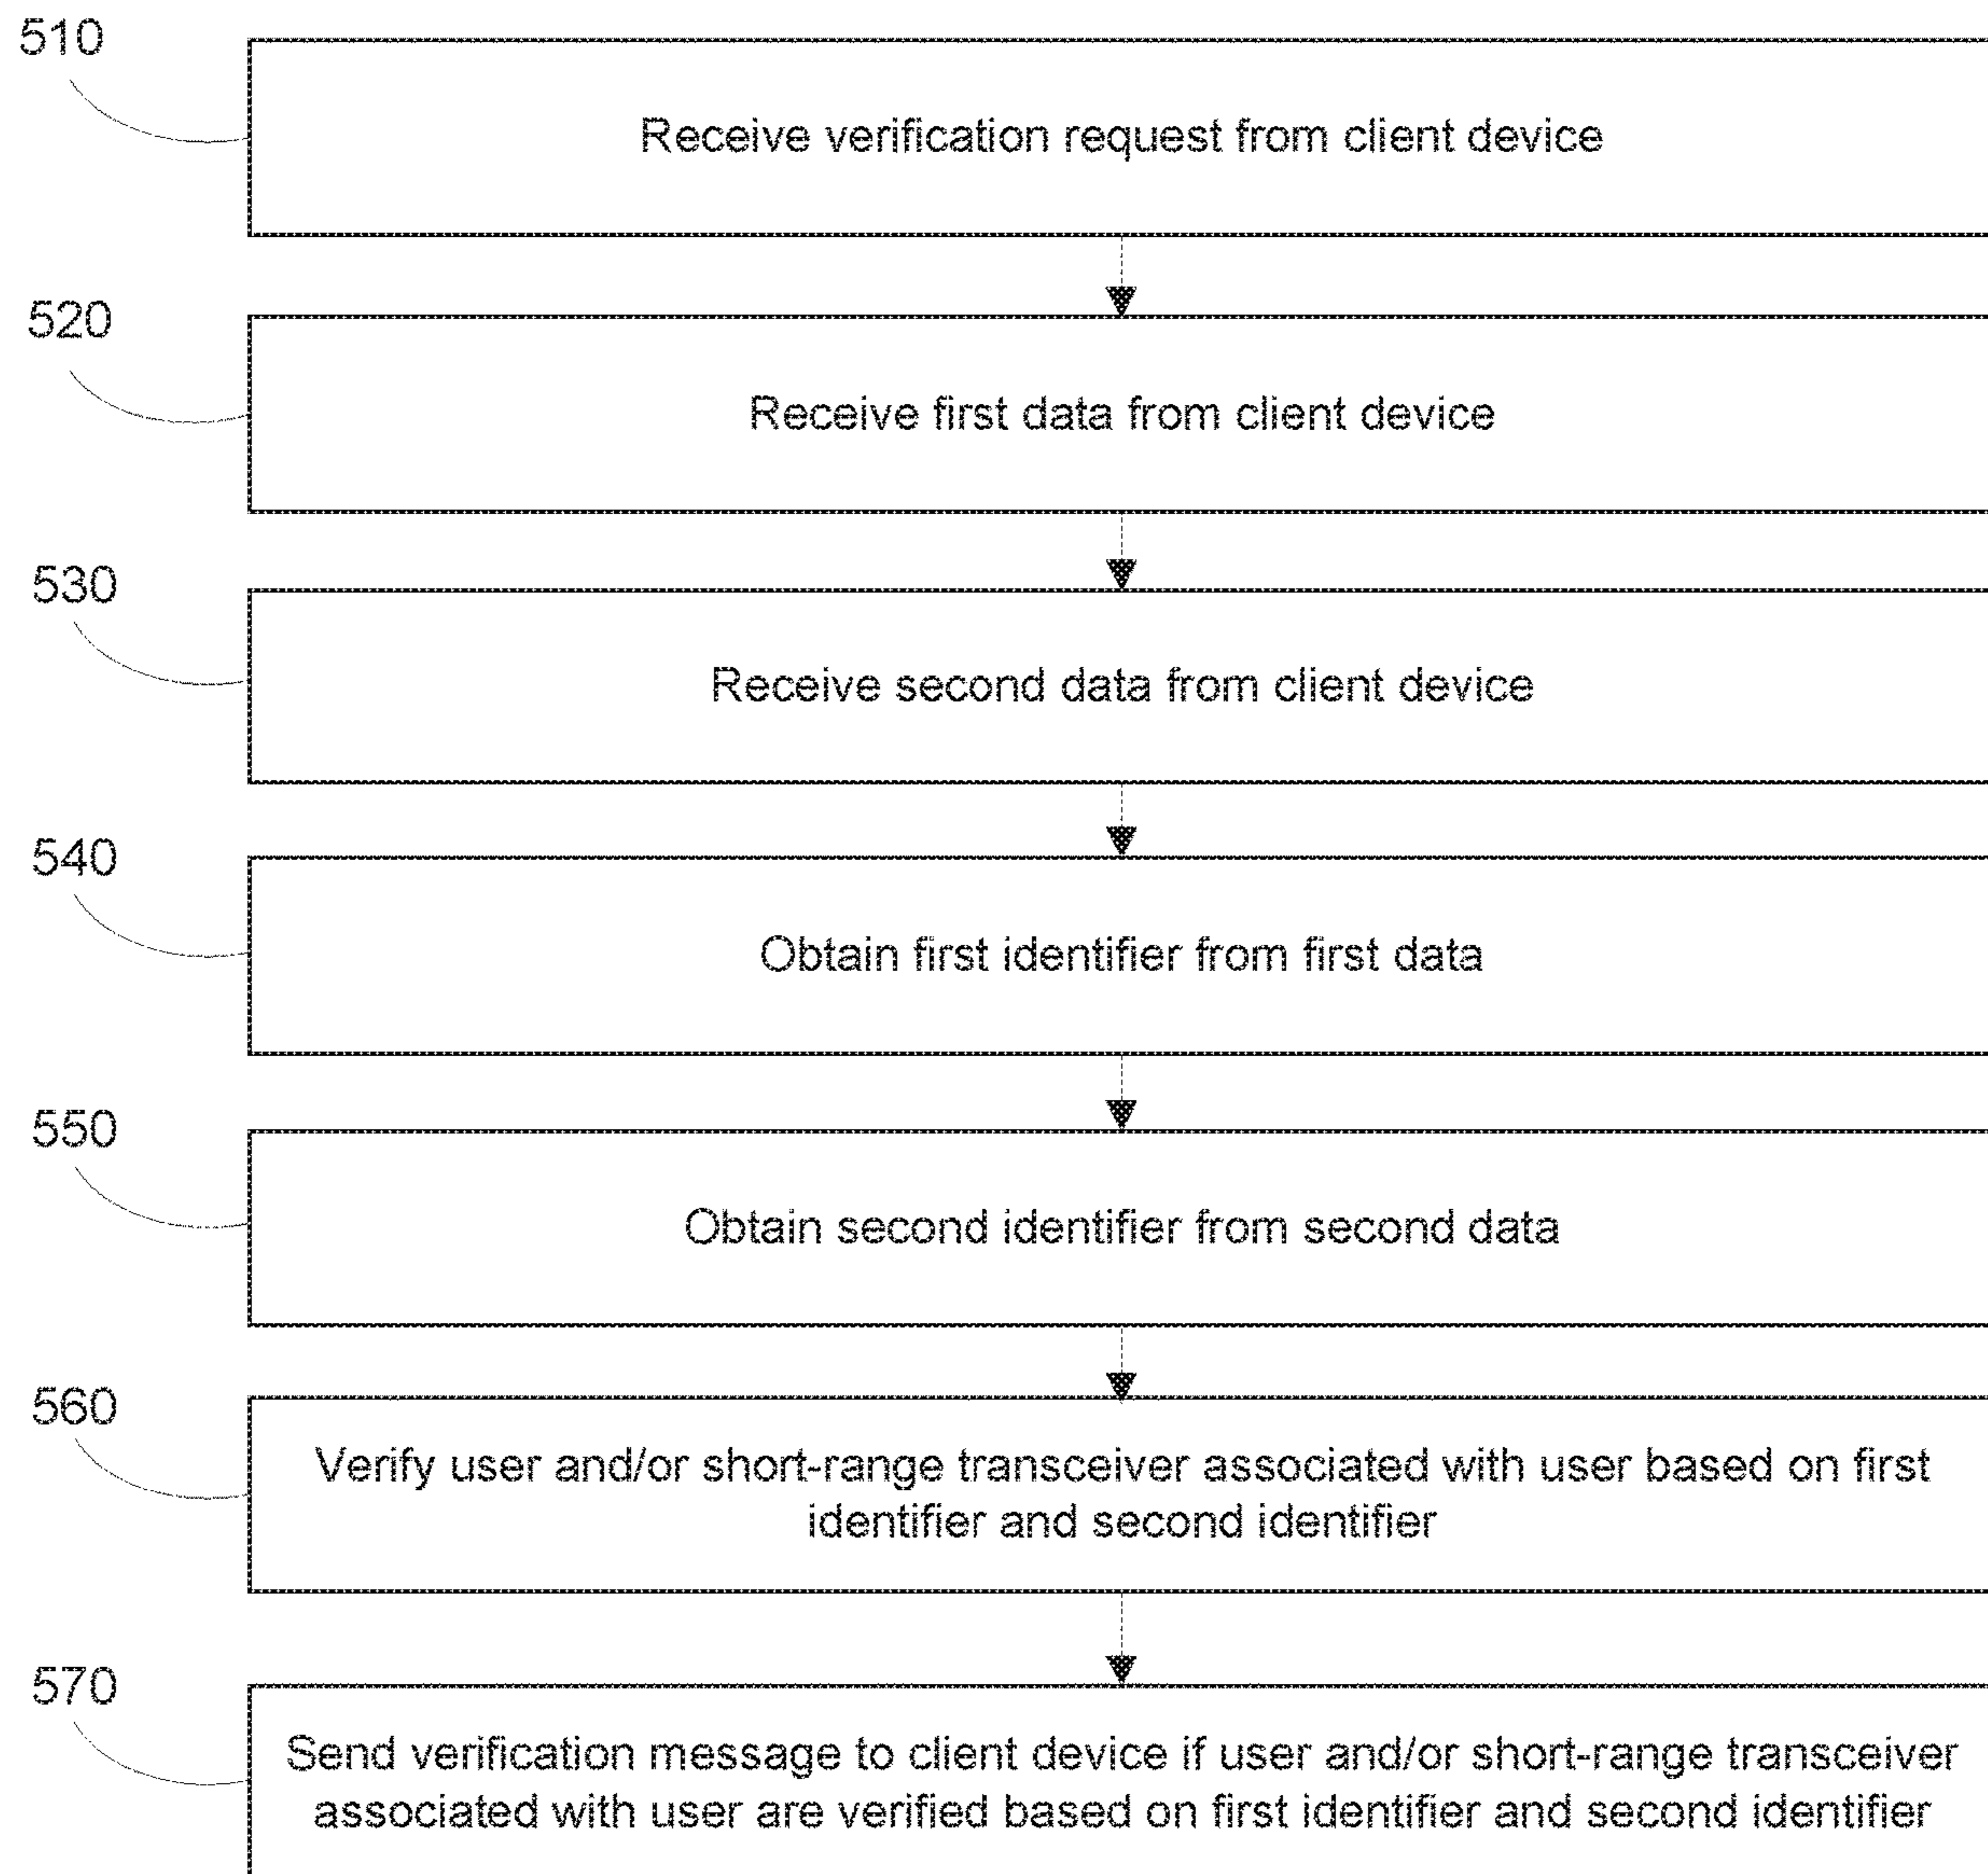 510
Receive verification request from client device
520
Receive first data from client device
530
Receive second data from client device
540
Obtain first identifier from first data
550
Obtain second identifier from second data
560
Verify user and/or short-range transceiver associated with user based on first
identifier and second identifier
570
Send verification message to client device if user and/or short-range transceiver
associated with user are verified based on first identifier and second identifier